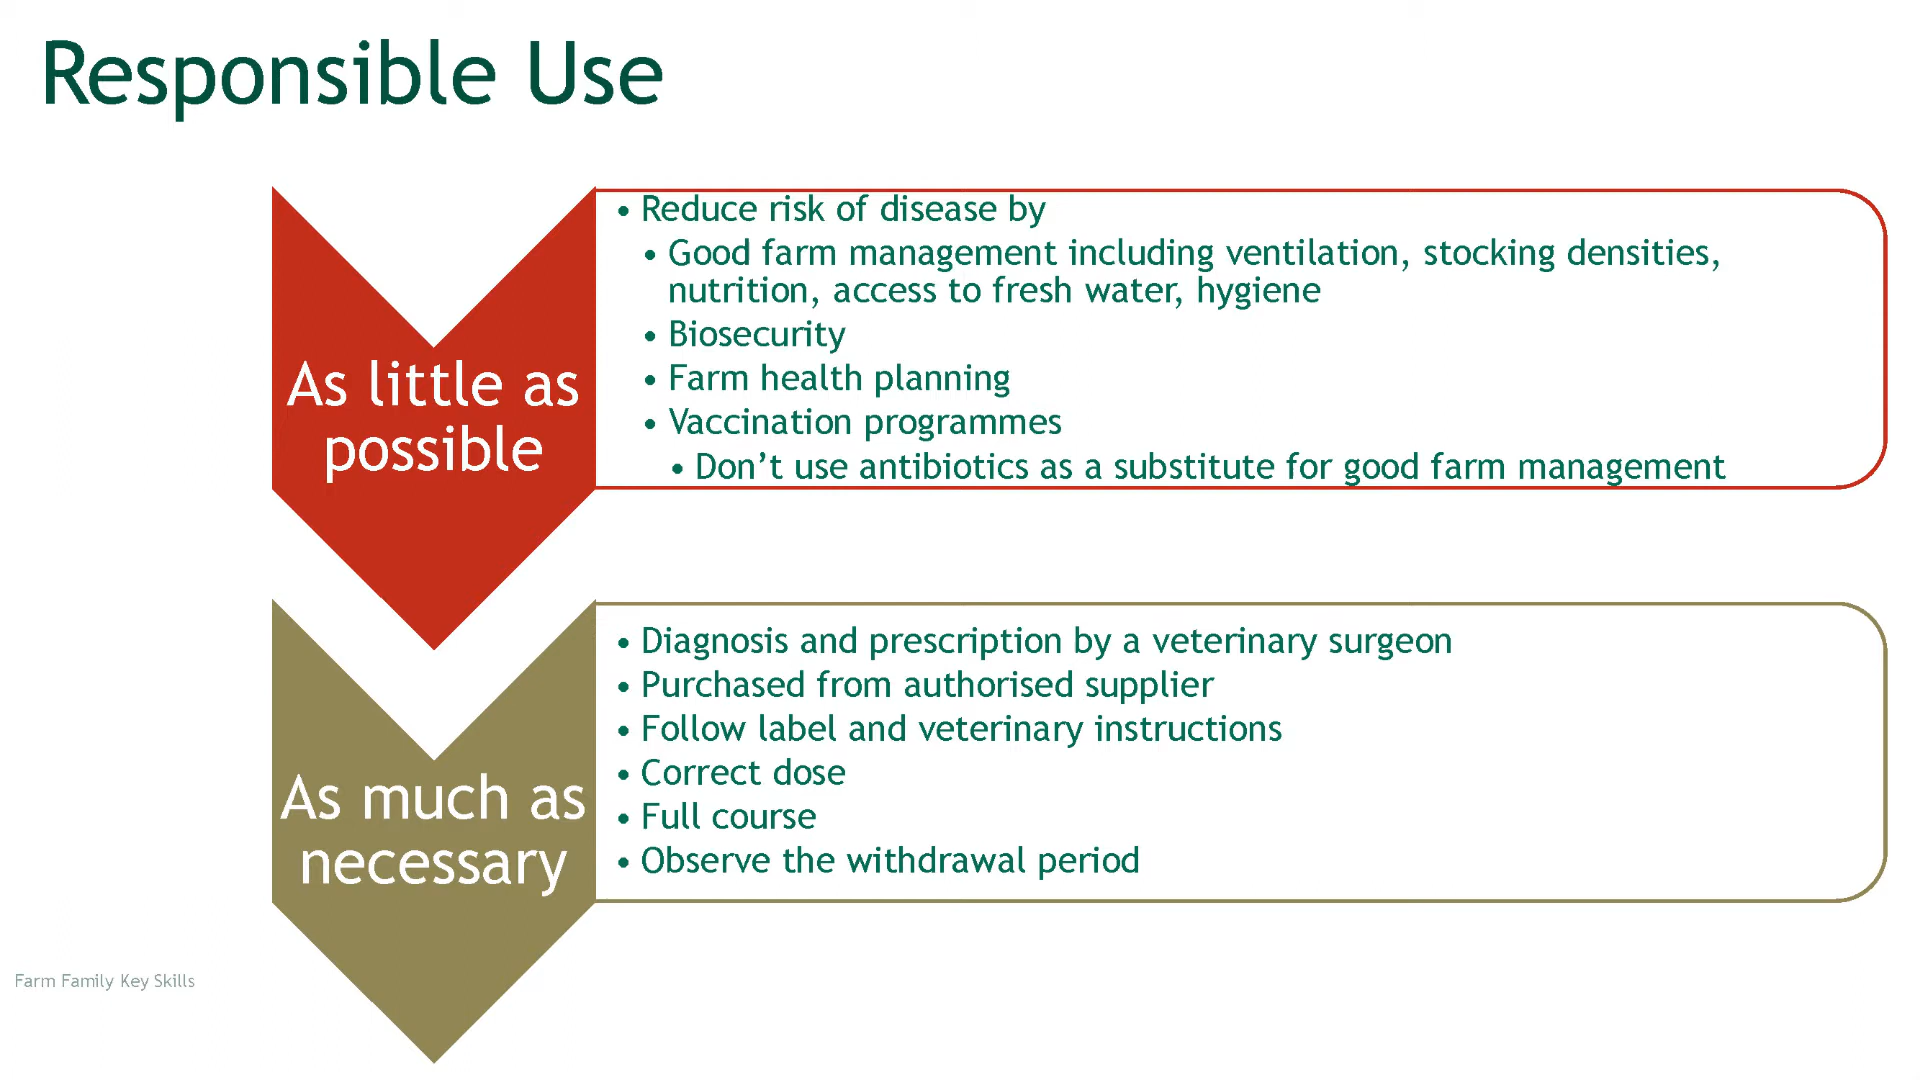 Responsible Use
As little as
possible
• Reduce risk of disease by
• Good farm management including ventilation, stocking densities,
nutrition, access to fresh water, hygiene
• Biosecurity
• Farm health planning
• Vaccination programmes
• Don’t use antibiotics as a substitute for good farm management
As much as
necessary
• Diagnosis and prescription by a veterinary surgeon
• Purchased from authorised supplier
• Follow label and veterinary instructions
• Correct dose
• Full course
• Observe the withdrawal period
Farm Family Key Skills